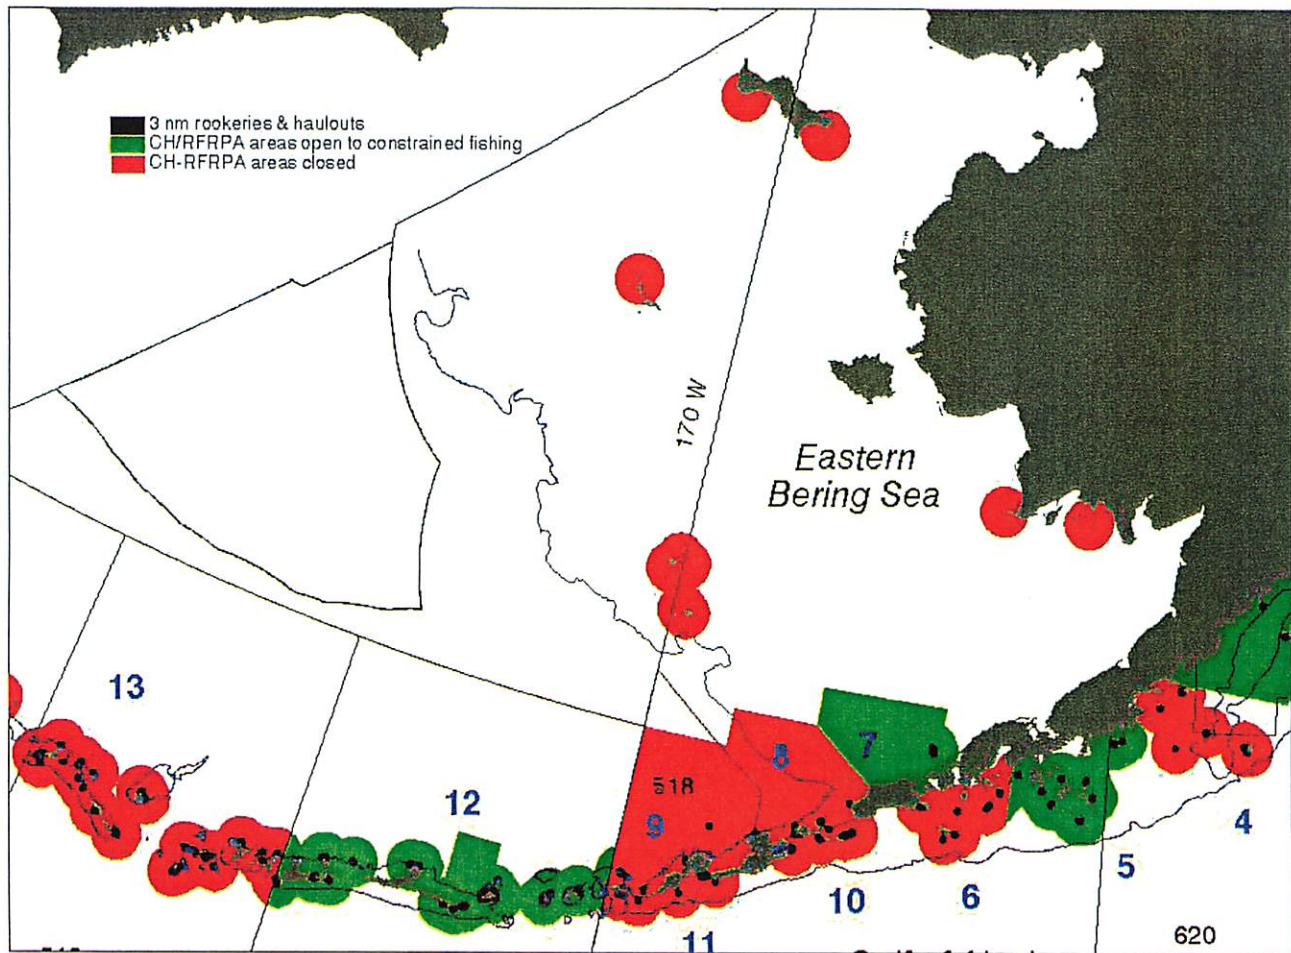 3 nm rookeries & haulouts
CH/RFRPA areas open to constrained fishing
CH-RFRPA areas closed
170 W
Eastern
Bering Sea
13
8
7
518
12
9
4
5
10
6
11
620